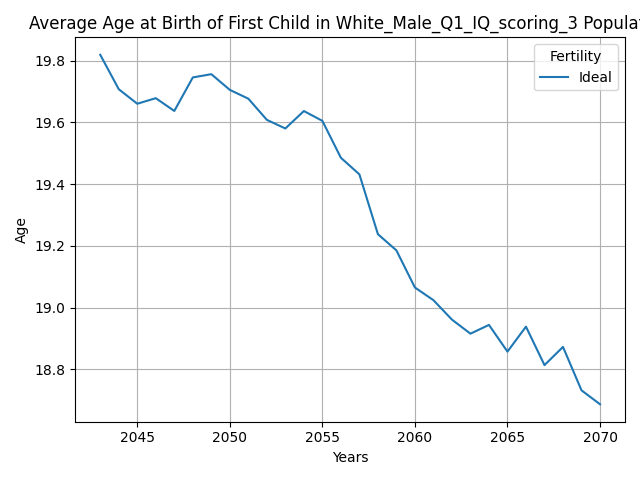 Average Age at Birth of First Child in White_Male_Q1_IQ_scoring_3 Populat
Fertility
Ideal
Age
19.8
19.6
19.4
19.2
19.0
18.8
2045 2050 2055 2060 2065 2070
Years